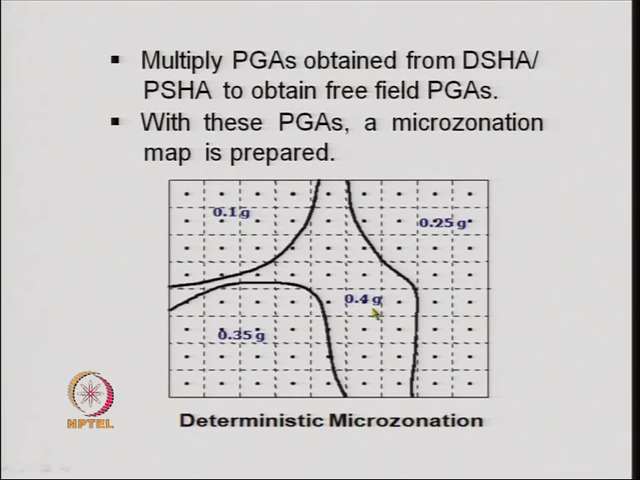 Multiply PGAs obtained from DSHA/
PSHA to obtain free field PGAs.
With these PGAs, a microzonation
map is prepared.
0.1 g
0.25 g
0.4 g
0.35 g
NPTEL
Deterministic Microzonation